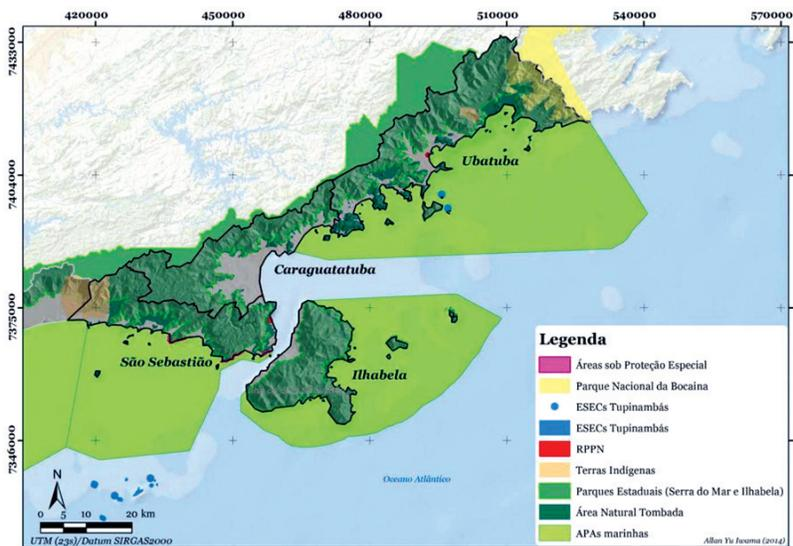 420000 450000 480000 510000 540000 570000
7433000
7404000
7375000
7346000
Ubatuba
Caraguatatuba
São Sebastião
Ilhabela
Oceano Atlântico
Legenda
Áreas sob Proteção Especial
Parque Nacional da Bocaina
ESECs Tupinambás
ESECs Tupinambás
RPPN
Terras Indígenas
Parques Estaduais (Serra do Mar e Ilhabela)
Área Natural Tombada
APAs marinhas
N
0 5 10 20 km
UTM (23s)/Datum SIRGAS2000
Allan Yu Iwama (2014)